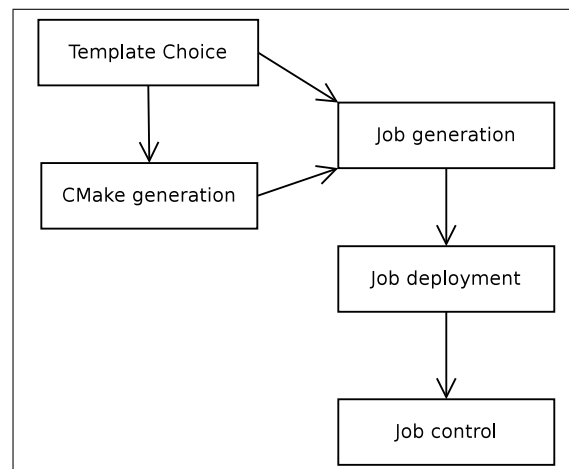 Template Choice
Job generation
CMake generation
Job deployment
Job control